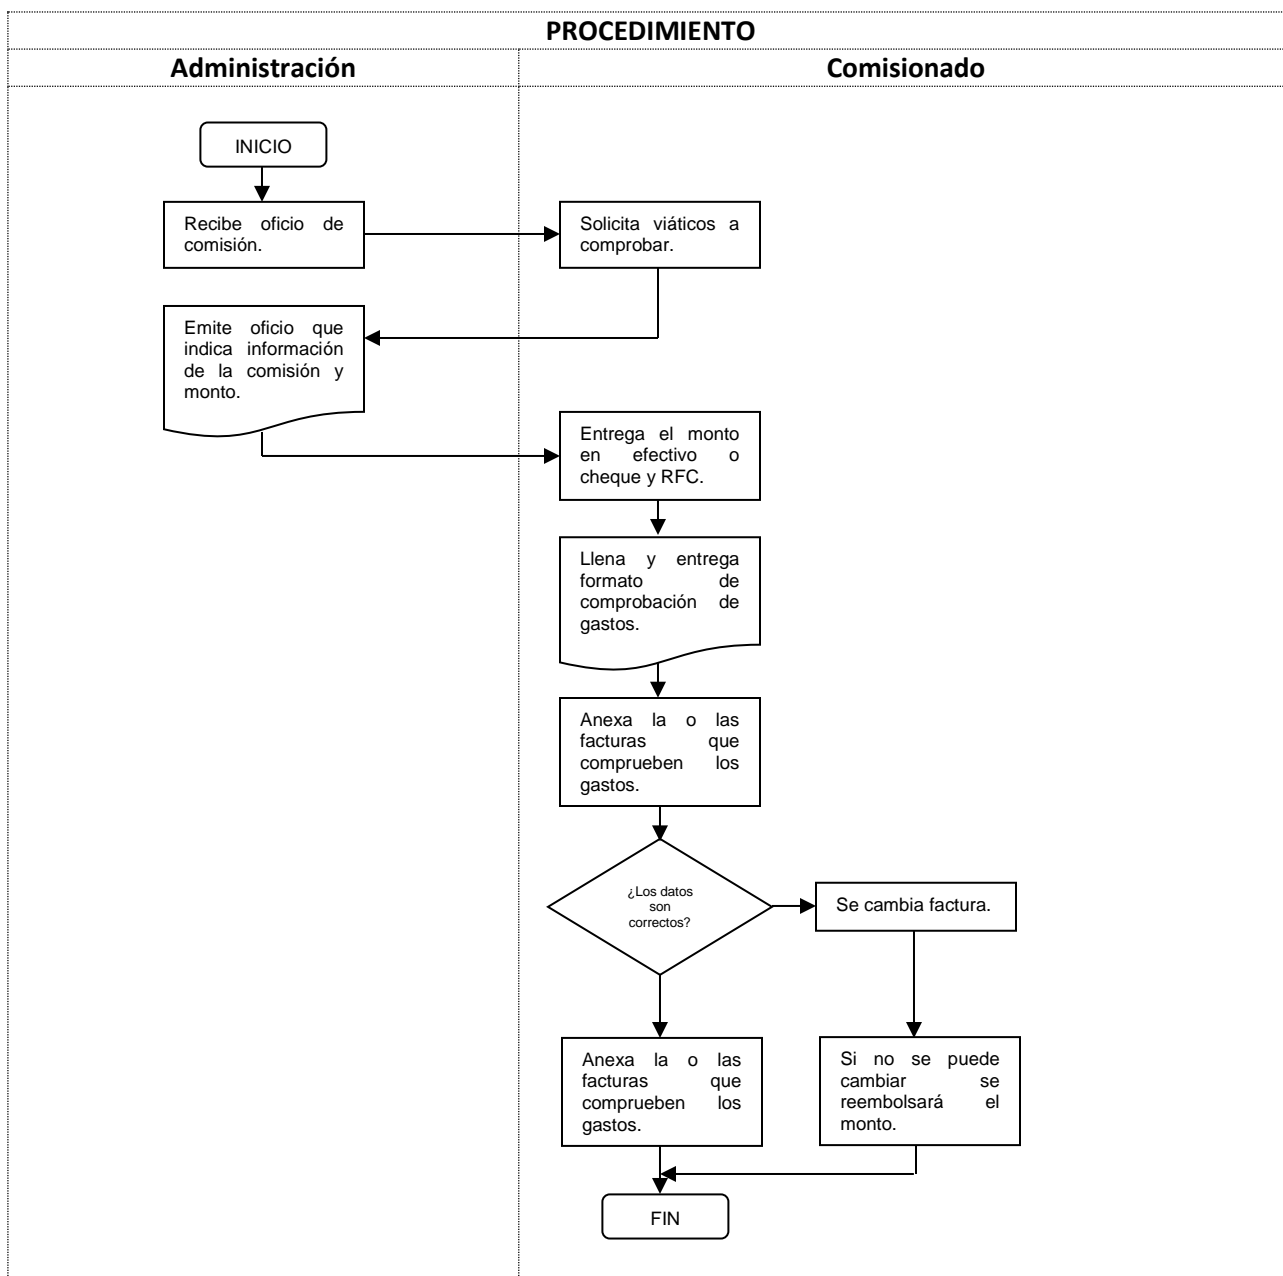 PROCEDIMIENTO
Administración
Comisionado
INICIO
Recibe oficio de
comisión.
Solicita viáticos a
comprobar.
Emite oficio que
indica información
de la comisión y
monto.
Entrega el monto
en efectivo o
cheque y RFC.
Llena y entrega
formato de
comprobación de
gastos.
Anexa la o las
facturas que
comprueben los
gastos.
¿Los datos
son
correctos?
Se cambia factura.
Anexa la o las
facturas que
comprueben los
gastos.
Si no se puede
cambiar se
reembolsará el
monto.
FIN